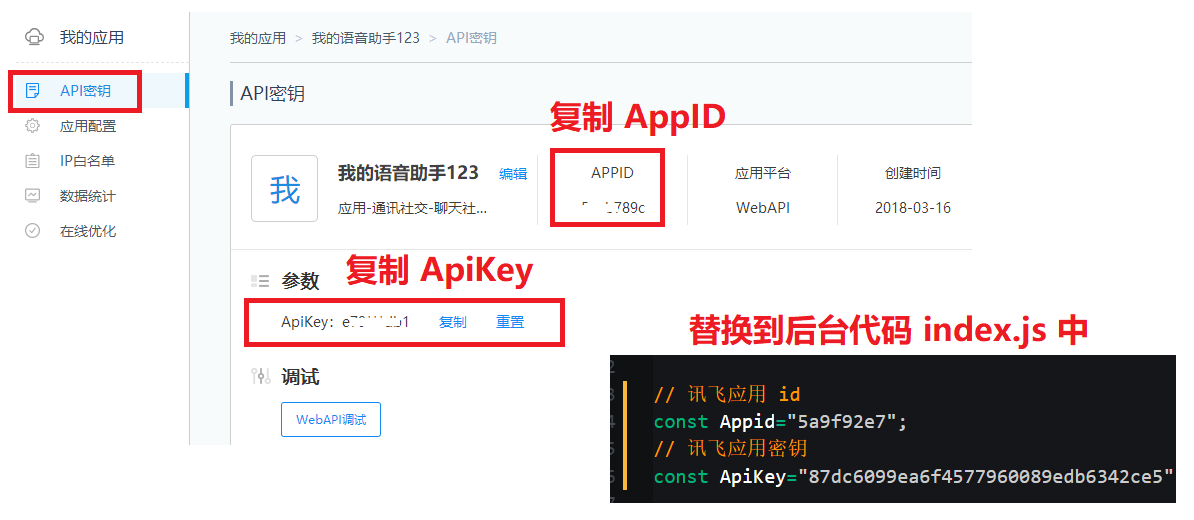 我的应用
API密钥
应用配置
IP白名单
数据统计
在线优化
我的应用 > 我的语音助手123 > API密钥
API密钥
复制 AppID
我
我的语音助手123 编辑
应用-通讯社交-聊天社...
APPID
789c
应用平台
WebAPI
创建时间
2018-03-16
复制 ApiKey
参数
ApiKey: 复制 重置
调试
WebAPI调试
替换到后台代码 index.js 中
// 讯飞应用 id
const Appid="5a9f92e7";
// 讯飞应用密钥
const ApiKey="87dc6099ea6f4577960089edb6342ce5"